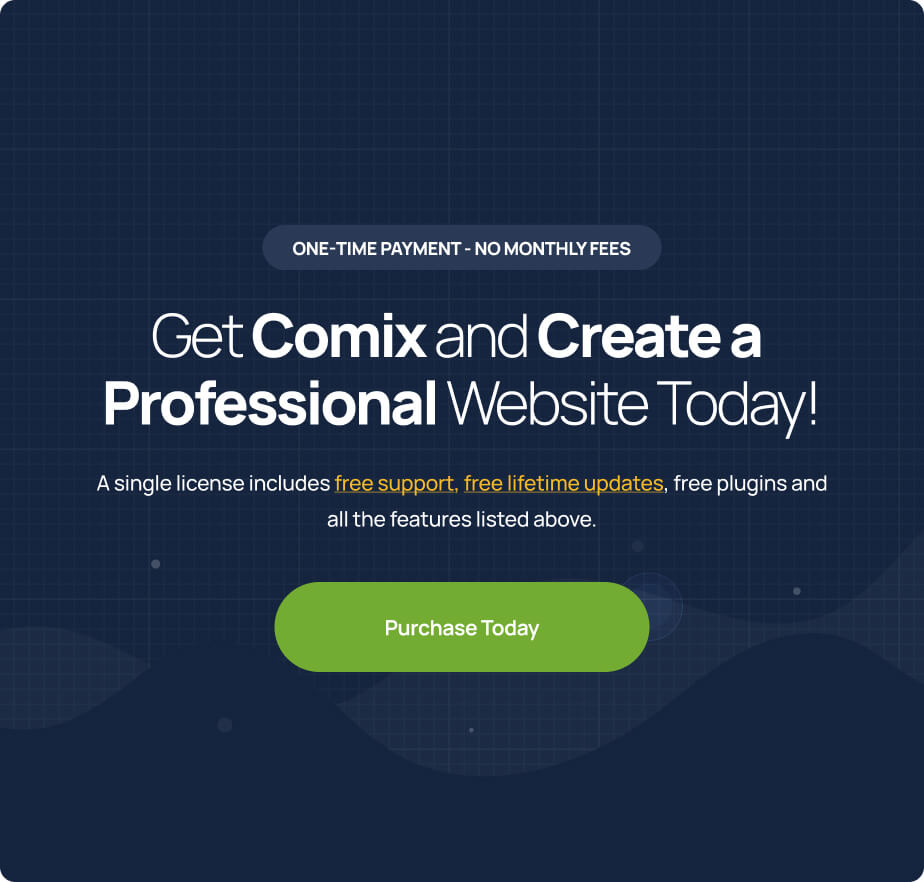 ONE-TIME PAYMENT - NO MONTHLY FEES
Get Comix and Create a
Professional Website Today!
A single license includes free support, free lifetime updates, free plugins and
all the features listed above.
Purchase Today